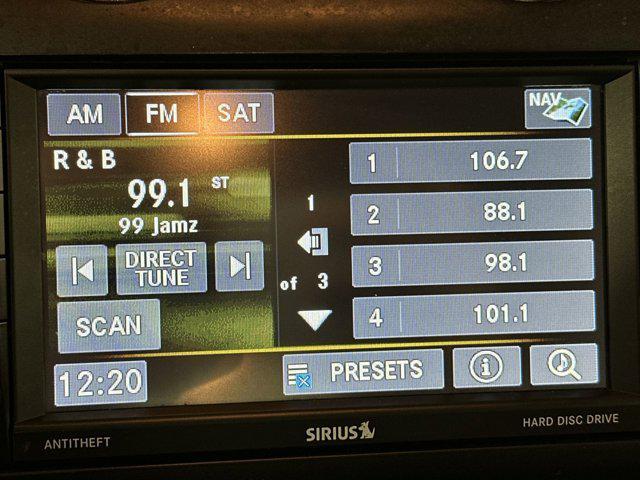 AM FM SAT NAV
R & B
99.1 ST
99 Jamz
DIRECT
TUNE
SCAN
12:20
1
of 3
1 106.7
2 88.1
3 98.1
4 101.1
PRESETS
i
ANTITHEFT
SIRIUS
HARD DISC DRIVE